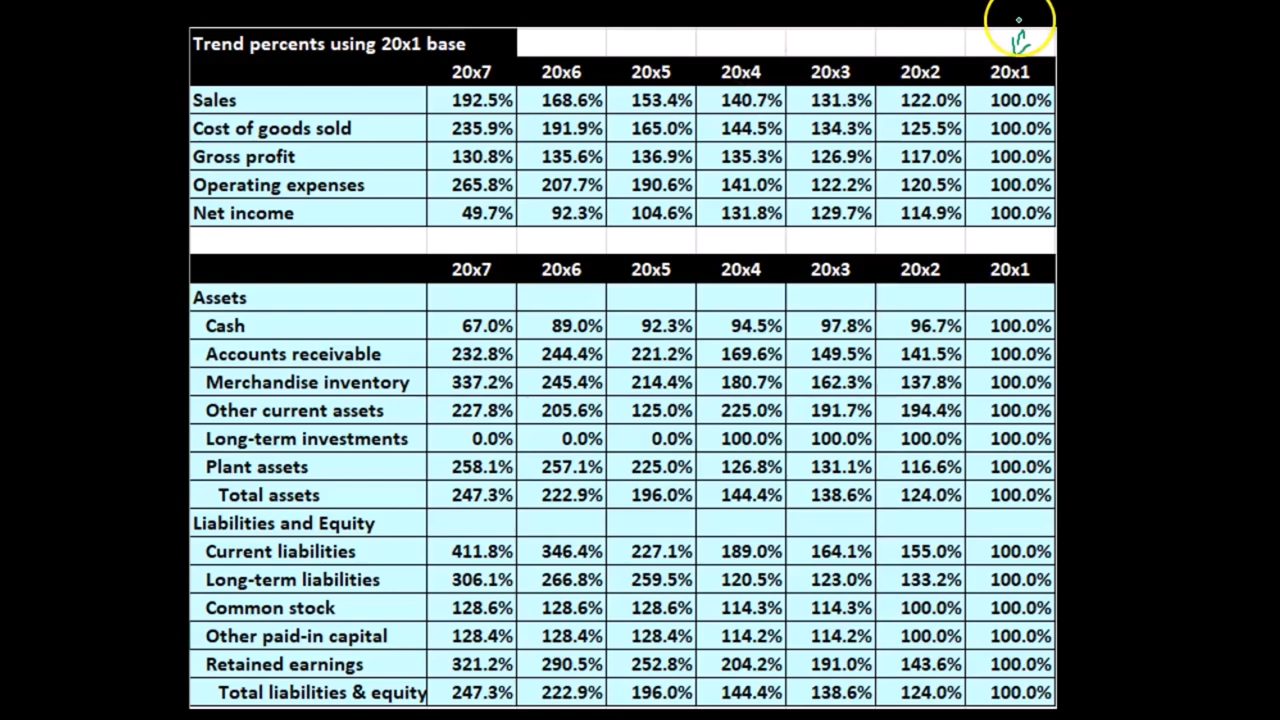 Trend percents using 20x1 base
20x7 20x6 20x5 20x4 20x3 20x2 20x1
Sales 192.5% 168.6% 153.4% 140.7% 131.3% 122.0% 100.0%
Cost of goods sold 235.9% 191.9% 165.0% 144.5% 134.3% 125.5% 100.0%
Gross profit 130.8% 135.6% 136.9% 135.3% 126.9% 117.0% 100.0%
Operating expenses 265.8% 207.7% 190.6% 141.0% 122.2% 120.5% 100.0%
Net income 49.7% 92.3% 104.6% 131.8% 129.7% 114.9% 100.0%
20x7 20x6 20x5 20x4 20x3 20x2 20x1
Assets
Cash 67.0% 89.0% 92.3% 94.5% 97.8% 96.7% 100.0%
Accounts receivable 232.8% 244.4% 221.2% 169.6% 149.5% 141.5% 100.0%
Merchandise inventory 337.2% 245.4% 214.4% 180.7% 162.3% 137.8% 100.0%
Other current assets 227.8% 205.6% 125.0% 225.0% 191.7% 194.4% 100.0%
Long-term investments 0.0% 0.0% 0.0% 100.0% 100.0% 100.0% 100.0%
Plant assets 258.1% 257.1% 225.0% 126.8% 131.1% 116.6% 100.0%
Total assets 247.3% 222.9% 196.0% 144.4% 138.6% 124.0% 100.0%
Liabilities and Equity
Current liabilities 411.8% 346.4% 227.1% 189.0% 164.1% 155.0% 100.0%
Long-term liabilities 306.1% 266.8% 259.5% 120.5% 123.0% 133.2% 100.0%
Common stock 128.6% 128.6% 128.6% 114.3% 114.3% 100.0% 100.0%
Other paid-in capital 128.4% 128.4% 128.4% 114.2% 114.2% 100.0% 100.0%
Retained earnings 321.2% 290.5% 252.8% 204.2% 191.0% 143.6% 100.0%
Total liabilities & equity 247.3% 222.9% 196.0% 144.4% 138.6% 124.0% 100.0%